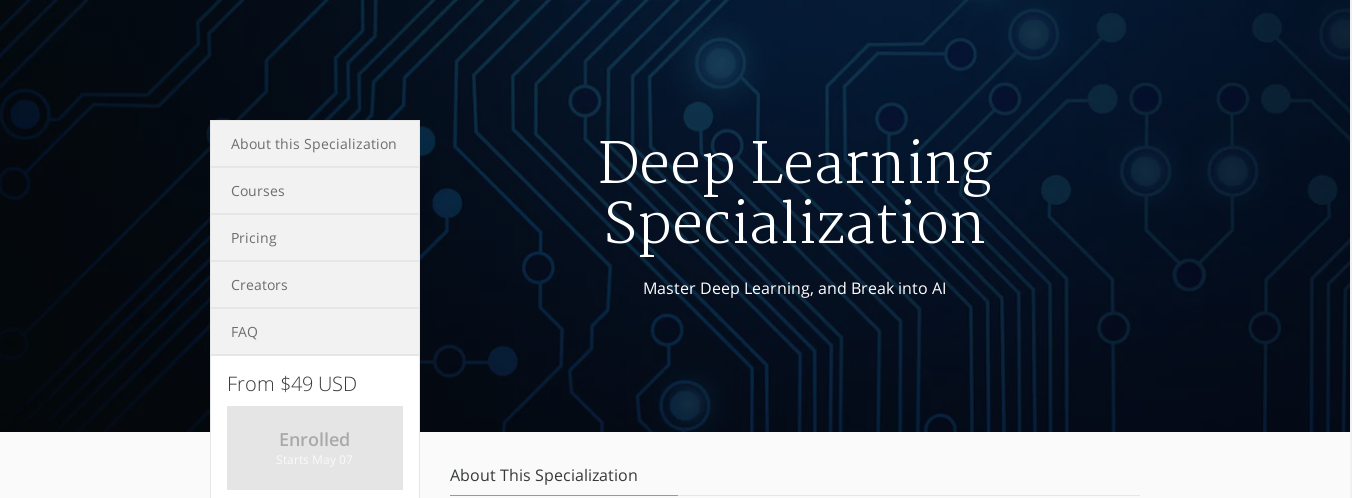 About this Specialization
Courses
Pricing
Creators
FAQ
From $49 USD
Enrolled
Starts May 07
Deep Learning
Specialization
Master Deep Learning, and Break into AI
About This Specialization